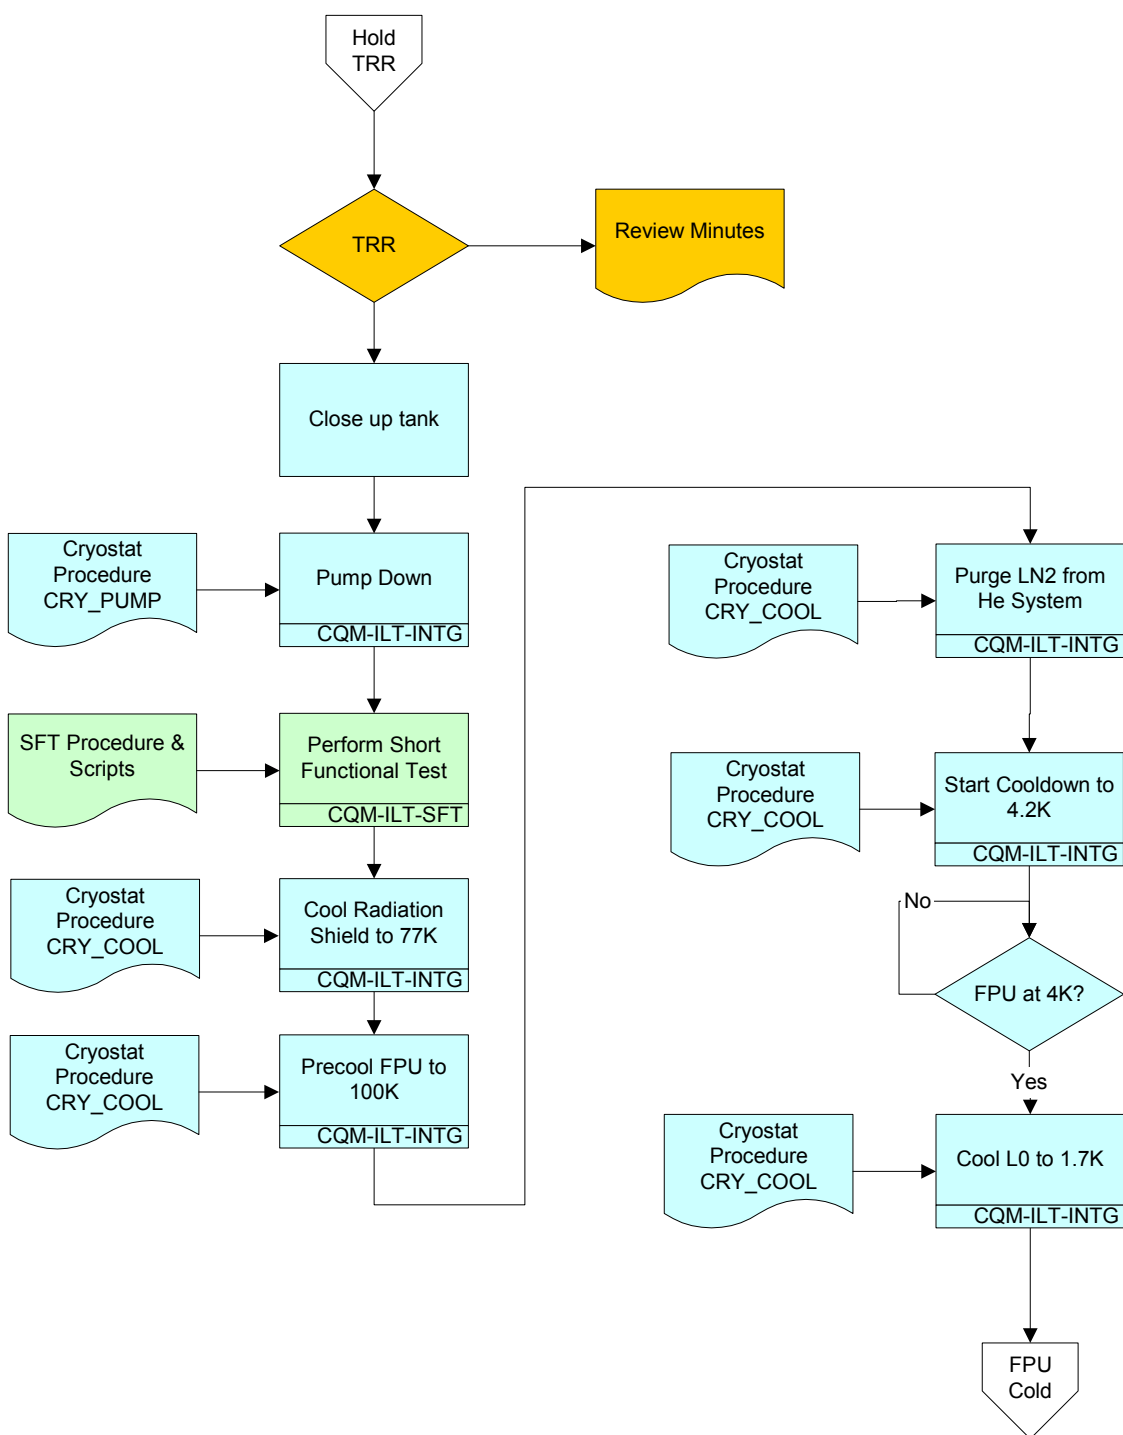 Hold
TRR
TRR
Review Minutes
Close up tank
Cryostat
Procedure
CRY_PUMP
Pump Down
CQM-ILT-INTG
SFT Procedure &
Scripts
Perform Short
Functional Test
CQM-ILT-SFT
Cryostat
Procedure
CRY_COOL
Cool Radiation
Shield to 77K
CQM-ILT-INTG
Cryostat
Procedure
CRY_COOL
Precool FPU to
100K
CQM-ILT-INTG
Cryostat
Procedure
CRY_COOL
Purge LN2 from
He System
CQM-ILT-INTG
Cryostat
Procedure
CRY_COOL
Start Cooldown to
4.2K
CQM-ILT-INTG
No
FPU at 4K?
Yes
Cryostat
Procedure
CRY_COOL
Cool L0 to 1.7K
CQM-ILT-INTG
FPU
Cold